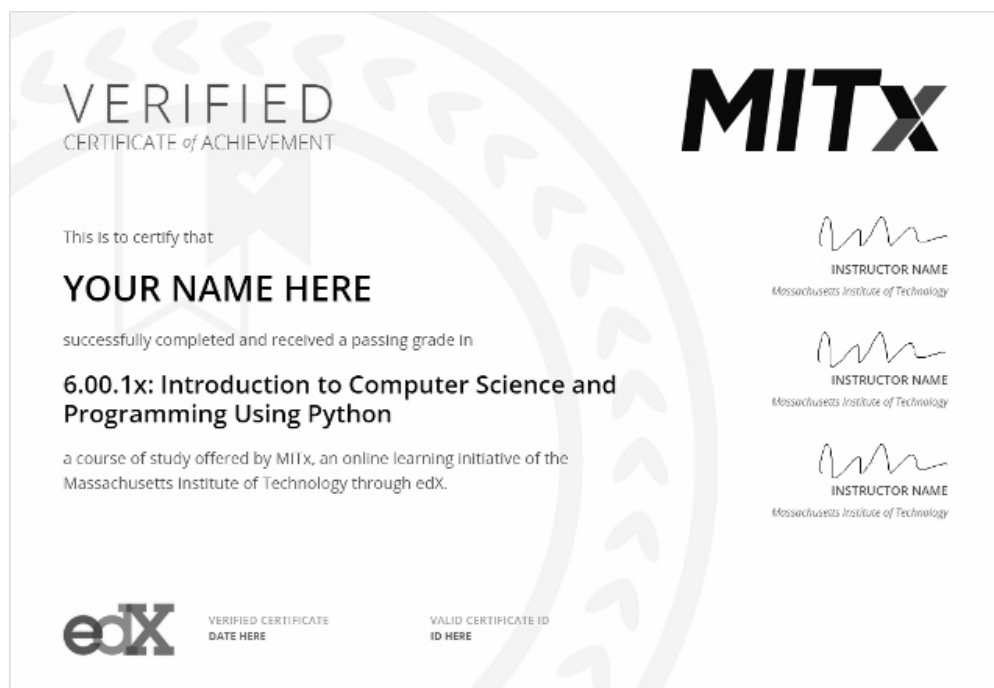 VERIFIED
CERTIFICATE of ACHIEVEMENT
MITx
This is to certify that
YOUR NAME HERE
successfully completed and received a passing grade in
6.00.1x: Introduction to Computer Science and
Programming Using Python
a course of study offered by MITx, an online learning initiative of the
Massachusetts Institute of Technology through edX.
INSTRUCTOR NAME
Massachusetts Institute of Technology
INSTRUCTOR NAME
Massachusetts Institute of Technology
INSTRUCTOR NAME
Massachusetts Institute of Technology
edX
VERIFIED CERTIFICATE
DATE HERE
VALID CERTIFICATE ID
ID HERE